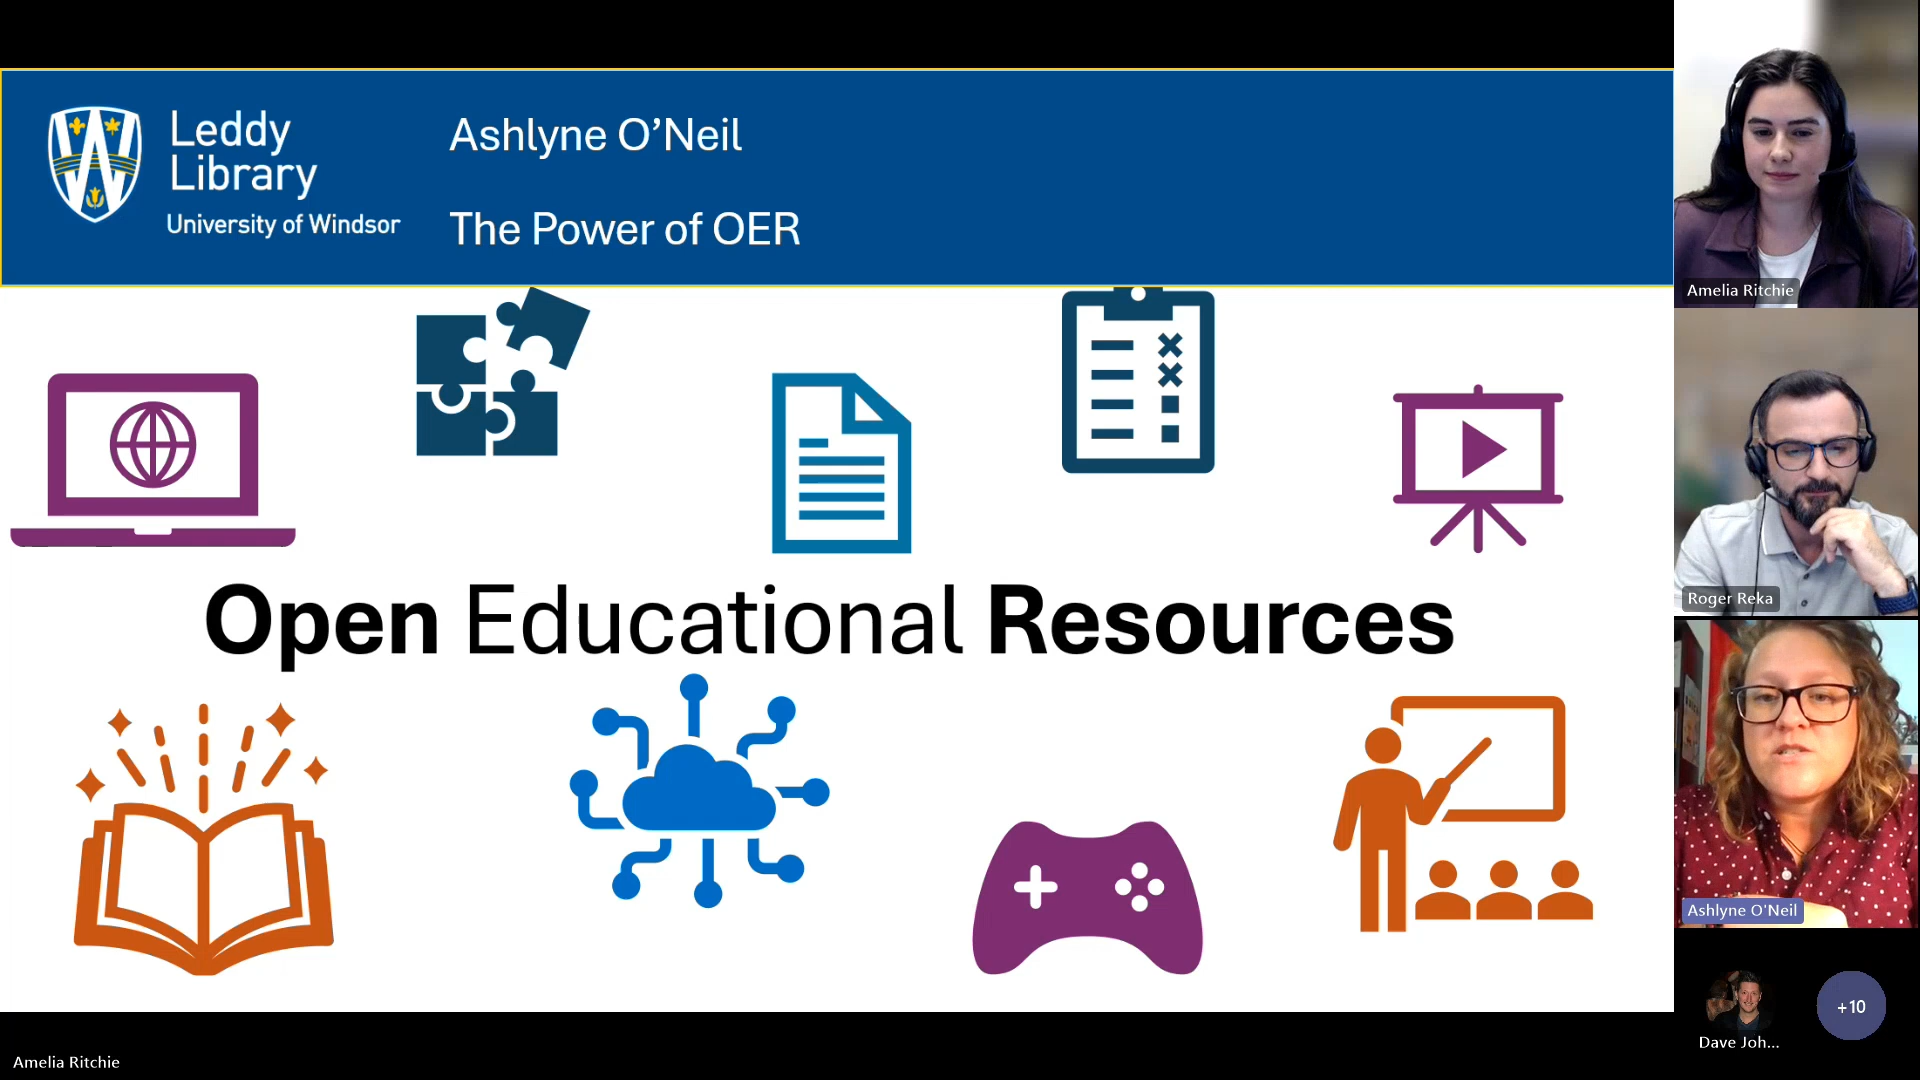 Leddy
Library
University of Windsor
Ashlyne O’Neil
The Power of OER
Open Educational Resources
Amelia Ritchie
Roger Reka
Ashlyne O'Neil
Dave Joh...
+10
Amelia Ritchie